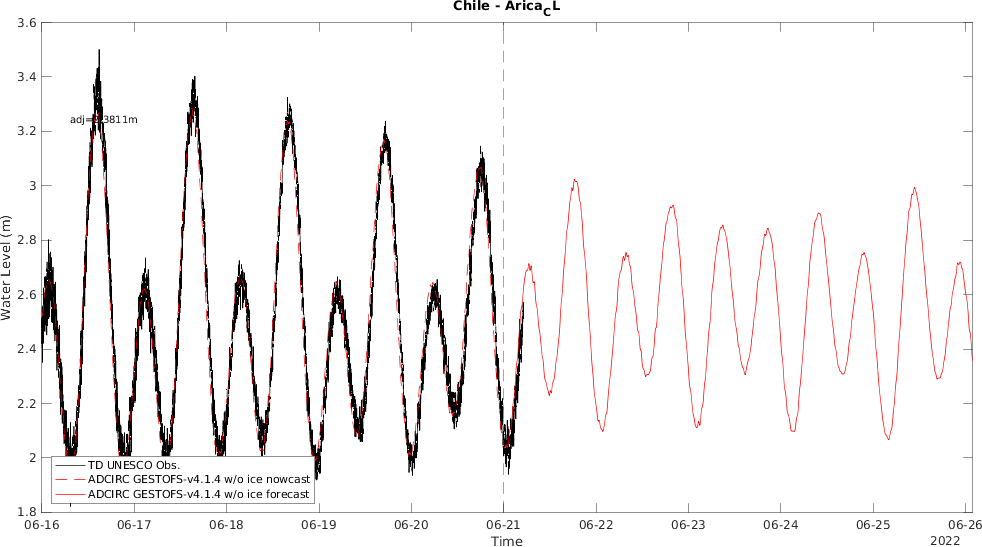 Chile - Arica_CL
3.6
3.4
3.2
3
2.8
2.6
2.4
2.2
2
1.8
Water Level (m)
adj= .3811m
TD UNESCO Obs.
ADCIRC GESTOFS-v4.1.4 w/o ice nowcast
ADCIRC GESTOFS-v4.1.4 w/o ice forecast
06-16 06-17 06-18 06-19 06-20 06-21 06-22 06-23 06-24 06-25 06-26
Time
2022